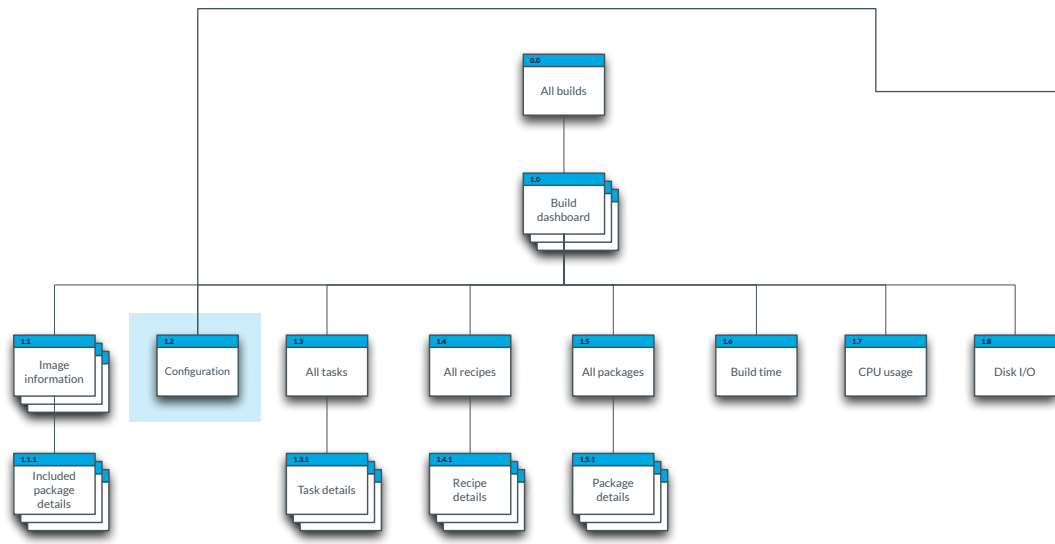 0.0
All builds
1.0
Build
dashboard
1.1
Image
information
1.2
Configuration
1.3
All tasks
1.4
All recipes
1.5
All packages
1.6
Build time
1.7
CPU usage
1.8
Disk I/O
1.1.1
Included
package
details
1.3.1
Task details
1.4.1
Recipe
details
1.5.1
Package
details